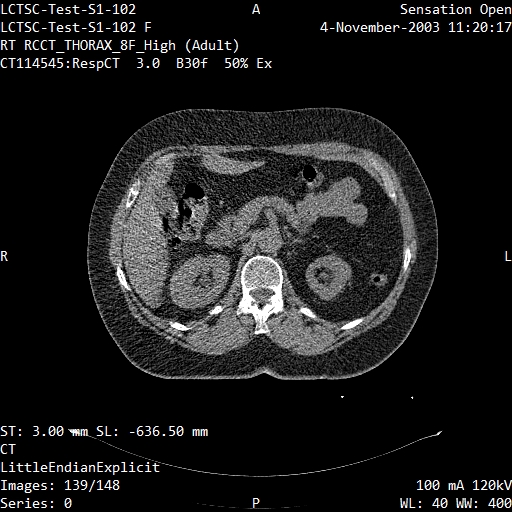 LCTSC-Test-S1-102 A Sensation Open
LCTSC-Test-S1-102 F 4-November-2003 11:20:17
RT RCCT_THORAX_8F_High (Adult)
CT114545:RespCT 3.0 B30f 50% Ex
R L
ST: 3.00 mm SL: -636.50 mm
CT
LittleEndianExplicit
Images: 139/148 100 mA 120kV
Series: 0 P WL: 40 WW: 400